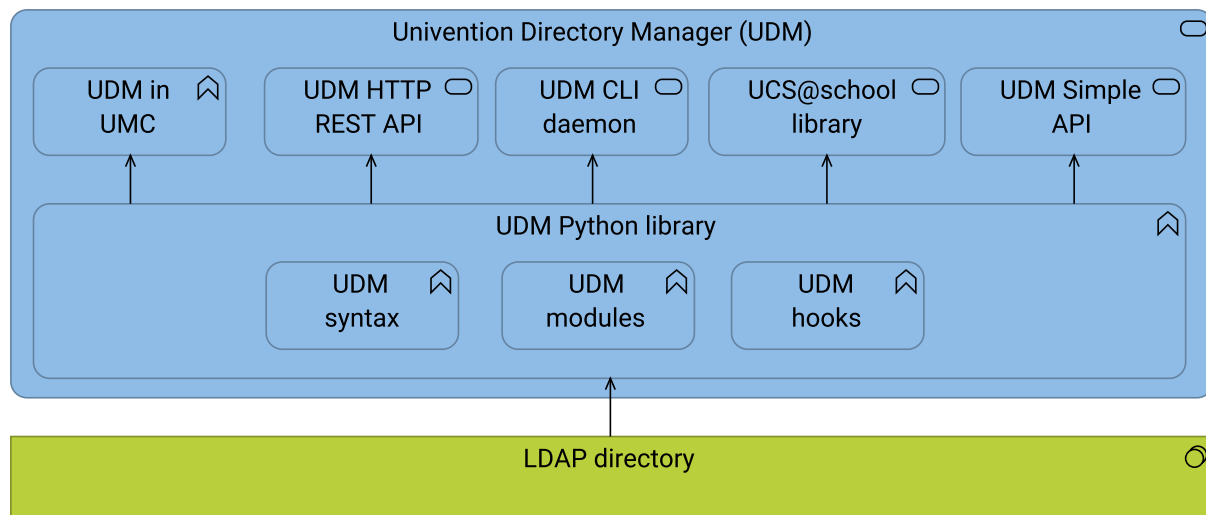 Univention Directory Manager (UDM)
UDM in
UMC
UDM HTTP
REST API
UDM CLI
daemon
UCS@school
library
UDM Simple
API
UDM Python library
UDM
syntax
UDM
modules
UDM
hooks
LDAP directory